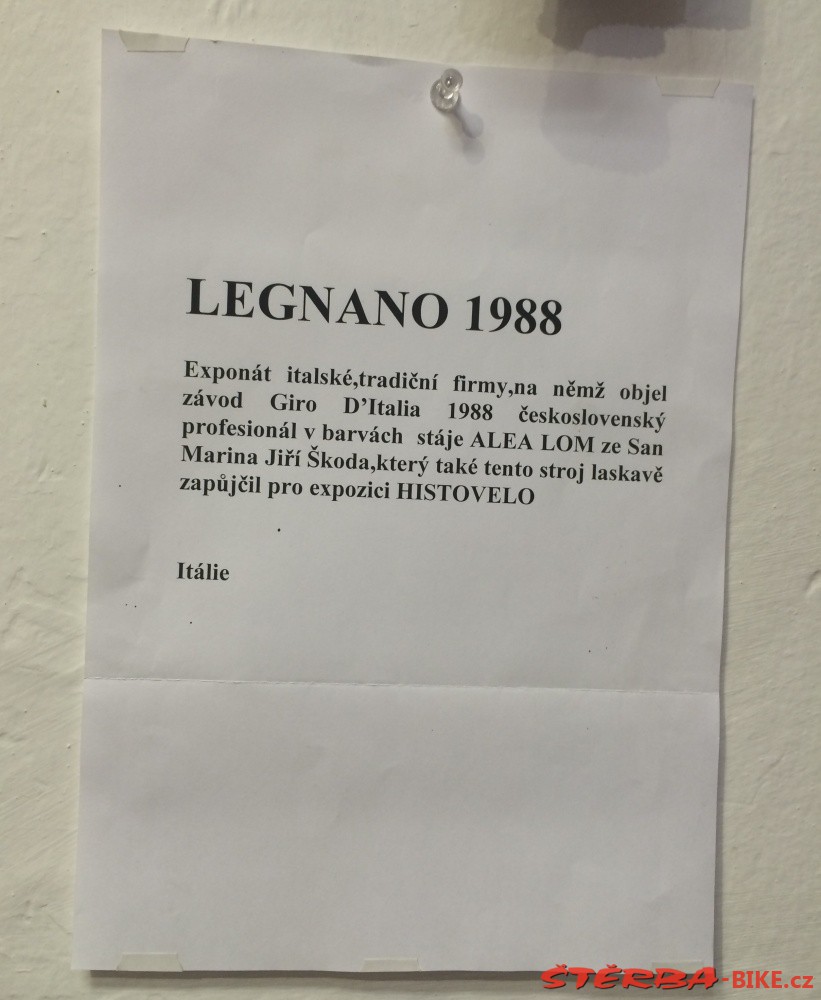 LEGNANO 1988
Exponát italské,tradiční firmy,na němž objel
závod Giro D’Italia 1988 československý
profesionál v barvách stáje ALEA LOM ze San
Marina Jiří Škoda,který také tento stroj laskavě
zapůjčil pro expozici HISTOVELO
Itálie
ŠTĚRBA-BIKE.cz